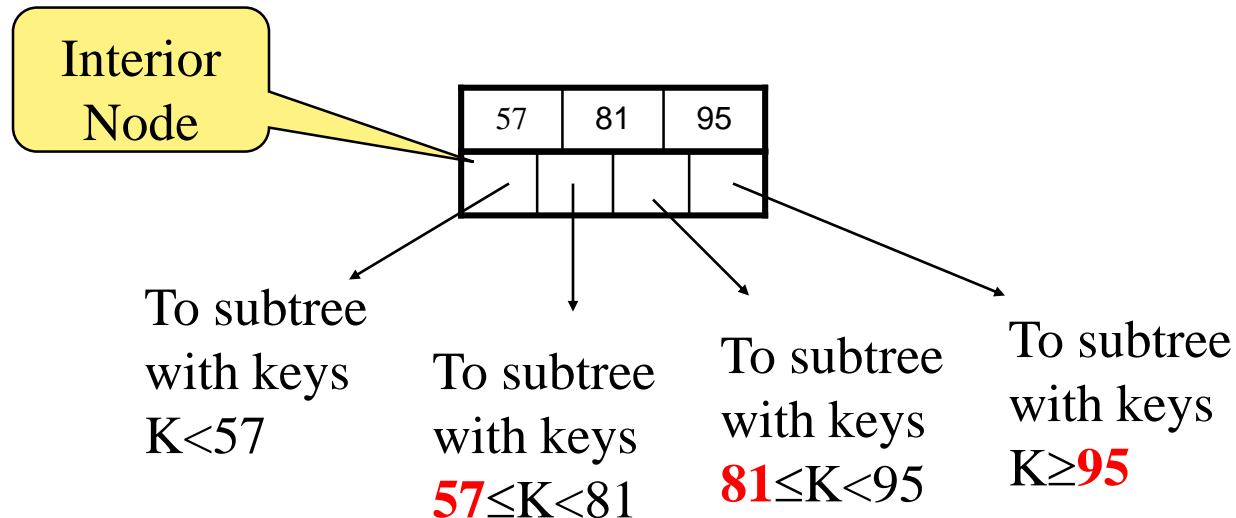 Interior
Node
57 81 95
To subtree
with keys
K<57
To subtree
with keys
57≤K<81
To subtree
with keys
81≤K<95
To subtree
with keys
K≥95